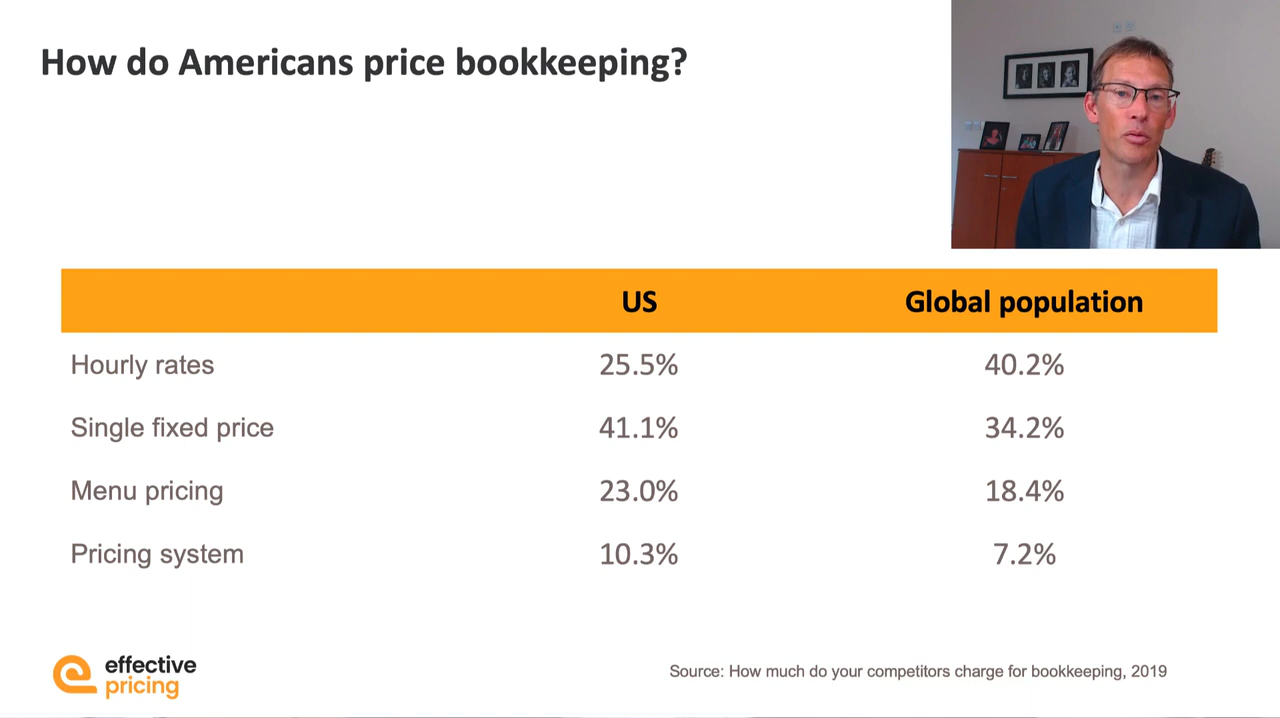 How do Americans price bookkeeping?
US Global population
Hourly rates 25.5% 40.2%
Single fixed price 41.1% 34.2%
Menu pricing 23.0% 18.4%
Pricing system 10.3% 7.2%
effective
pricing
Source: How much do your competitors charge for bookkeeping, 2019